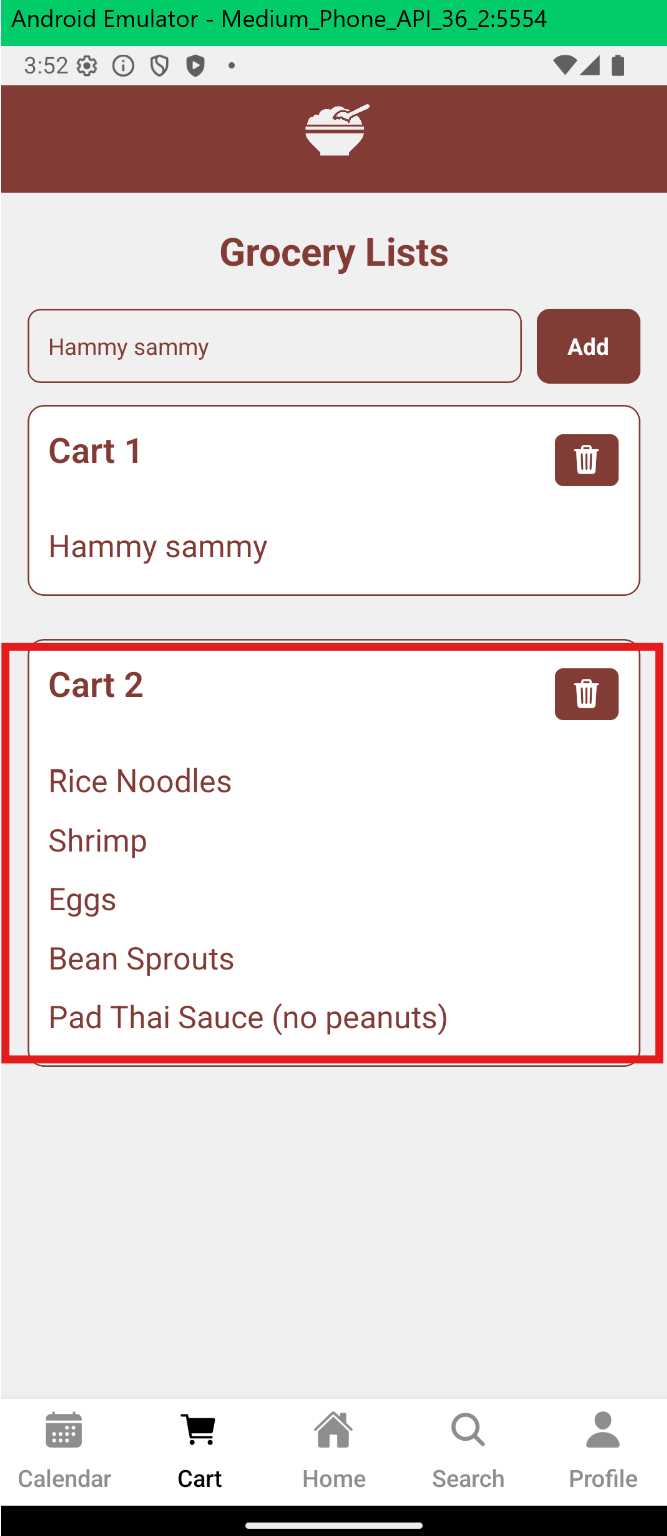 Android Emulator - Medium_Phone_API_36_2:5554
3:52
Grocery Lists
Hammy sammy
Add
Cart 1
Hammy sammy
Cart 2
Rice Noodles
Shrimp
Eggs
Bean Sprouts
Pad Thai Sauce (no peanuts)
Calendar Cart Home Search Profile